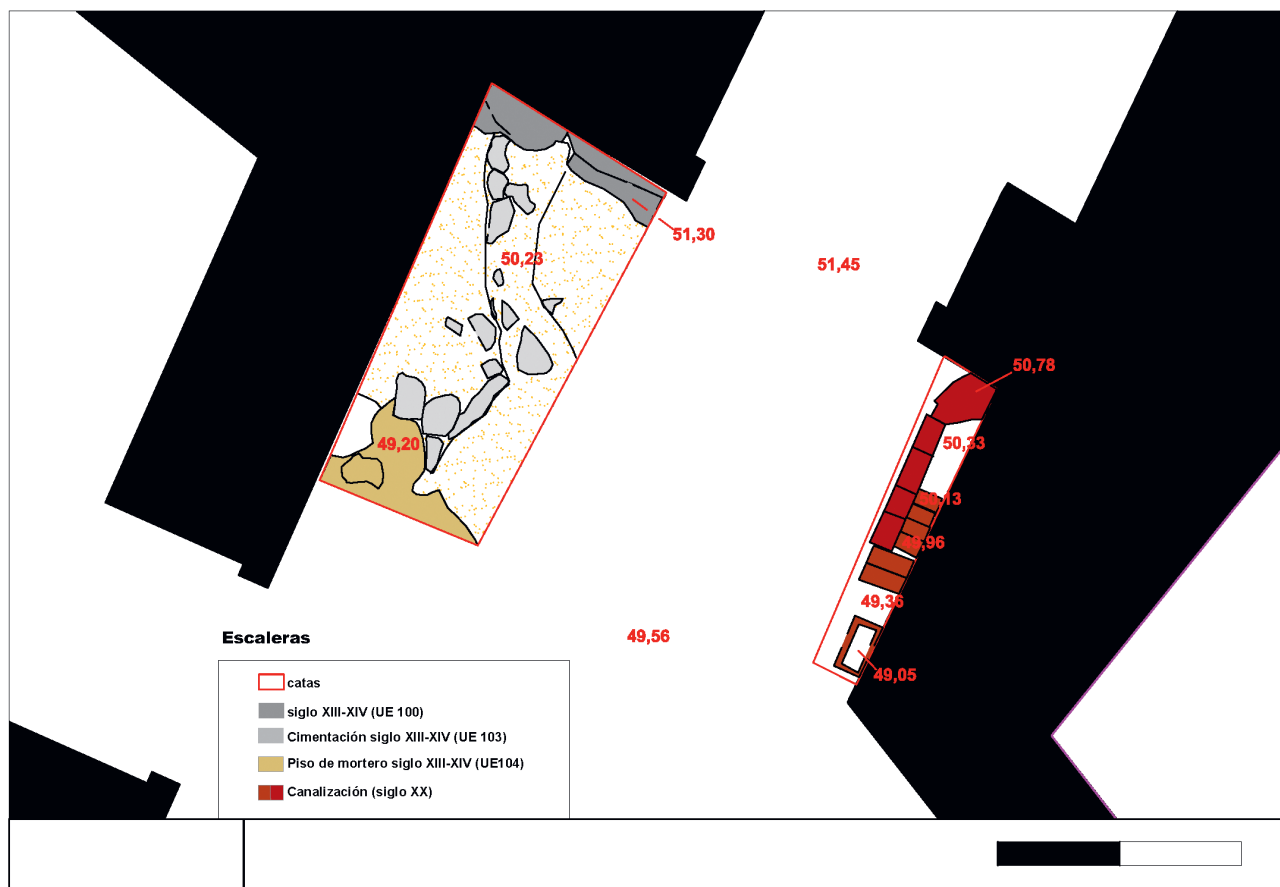 51,30
51,45
50,23
50,78
49,20
50,33
49,36
49,56
49,05
Escaleras
catas
siglo XIII-XIV (UE 100)
Cimentación siglo XIII-XIV (UE 103)
Piso de mortero siglo XIII-XIV (UE104)
Canalización (siglo XX)